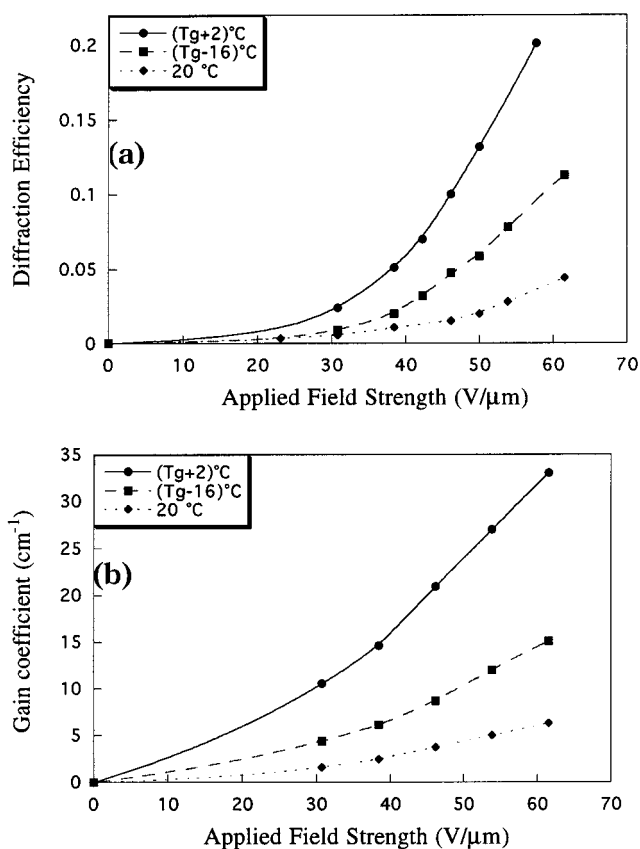 (Tg+2)°C
(Tg-16)°C
20 °C
0.2
0.15
0.1
0.05
0
Diffraction Efficiency
(a)
0 10 20 30 40 50 60 70
Applied Field Strength (V/μm)
(Tg+2)°C
(Tg-16)°C
20 °C
35
30
25
20
15
10
5
0
Gain coefficient (cm⁻¹)
(b)
0 10 20 30 40 50 60 70
Applied Field Strength (V/μm)